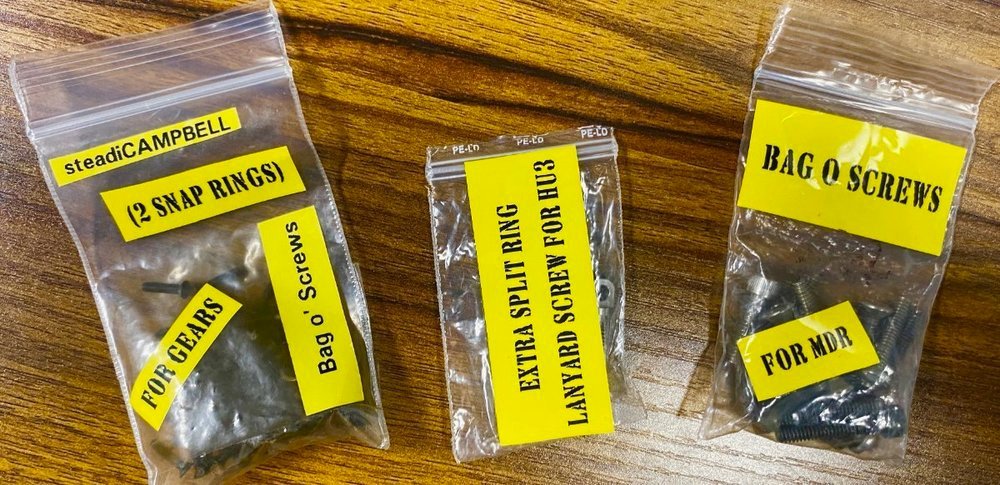 steadiCAMPBELL
(2 SNAP RINGS)
Bag o' Screws
FOR GEARS
PE-LD PE-LD PE-LD
EXTRA SPLIT RING
LANYARD SCREW FOR HU3
BAG O SCREWS
FOR MDR